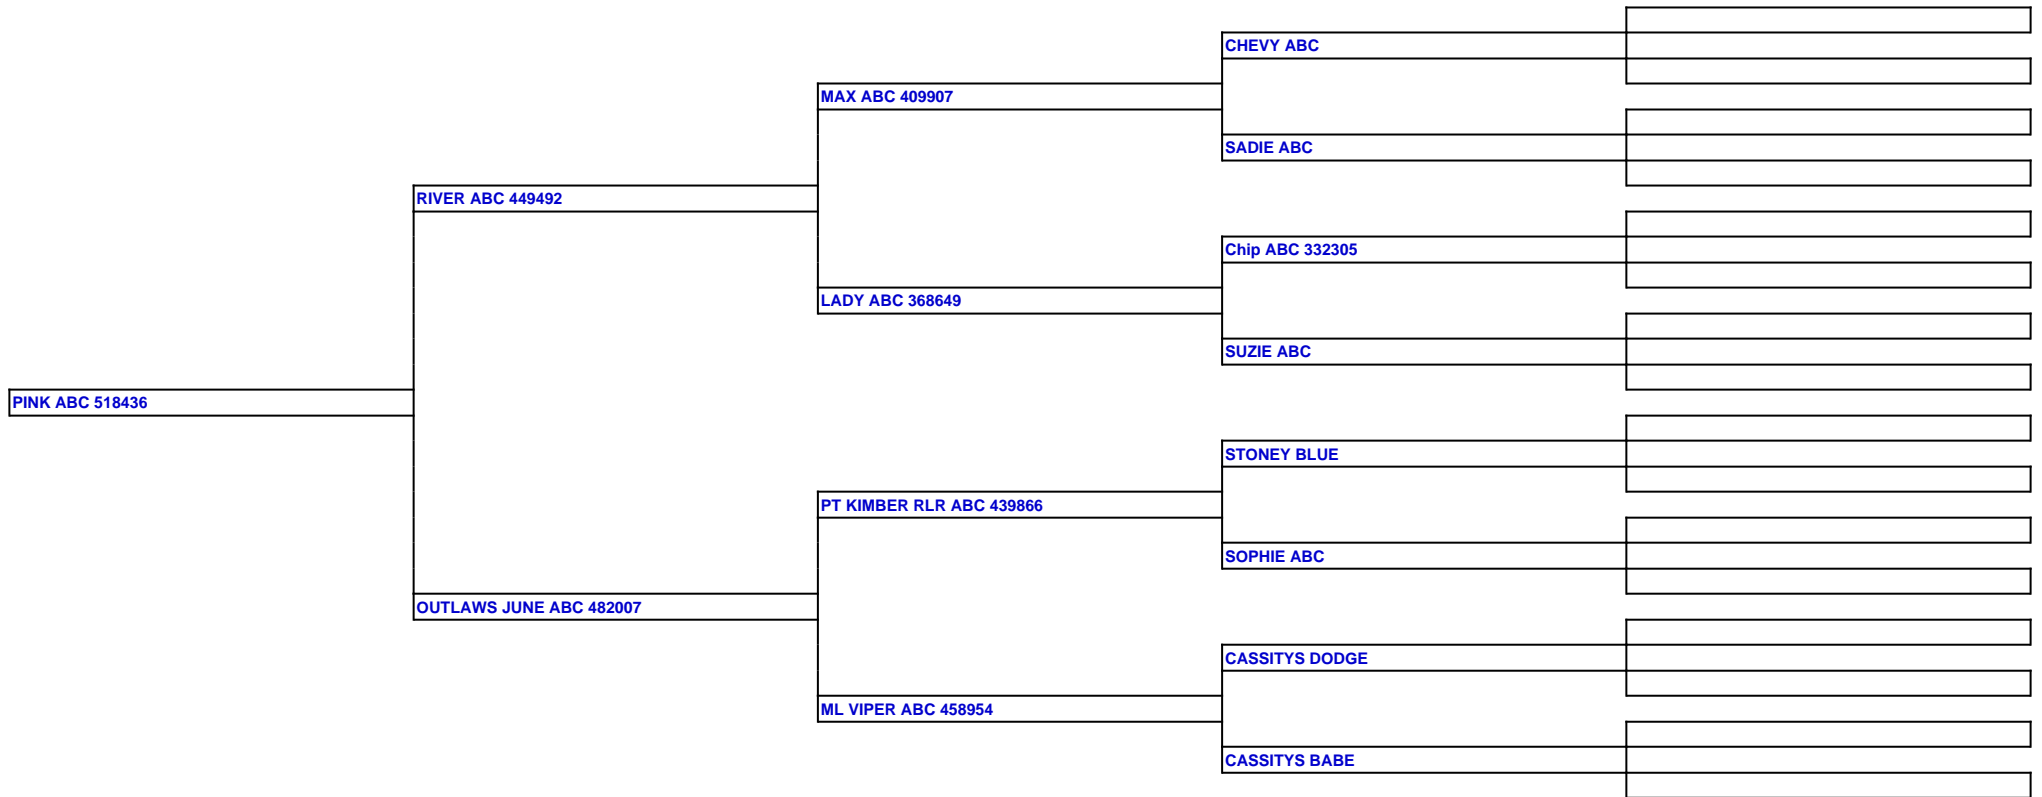 CHEVY ABC
MAX ABC 409907
SADIE ABC
RIVER ABC 449492
Chip ABC 332305
LADY ABC 368649
SUZIE ABC
PINK ABC 518436
STONEY BLUE
PT KIMBER RLR ABC 439866
SOPHIE ABC
OUTLAWS JUNE ABC 482007
CASSITYS DODGE
ML VIPER ABC 458954
CASSITYS BABE